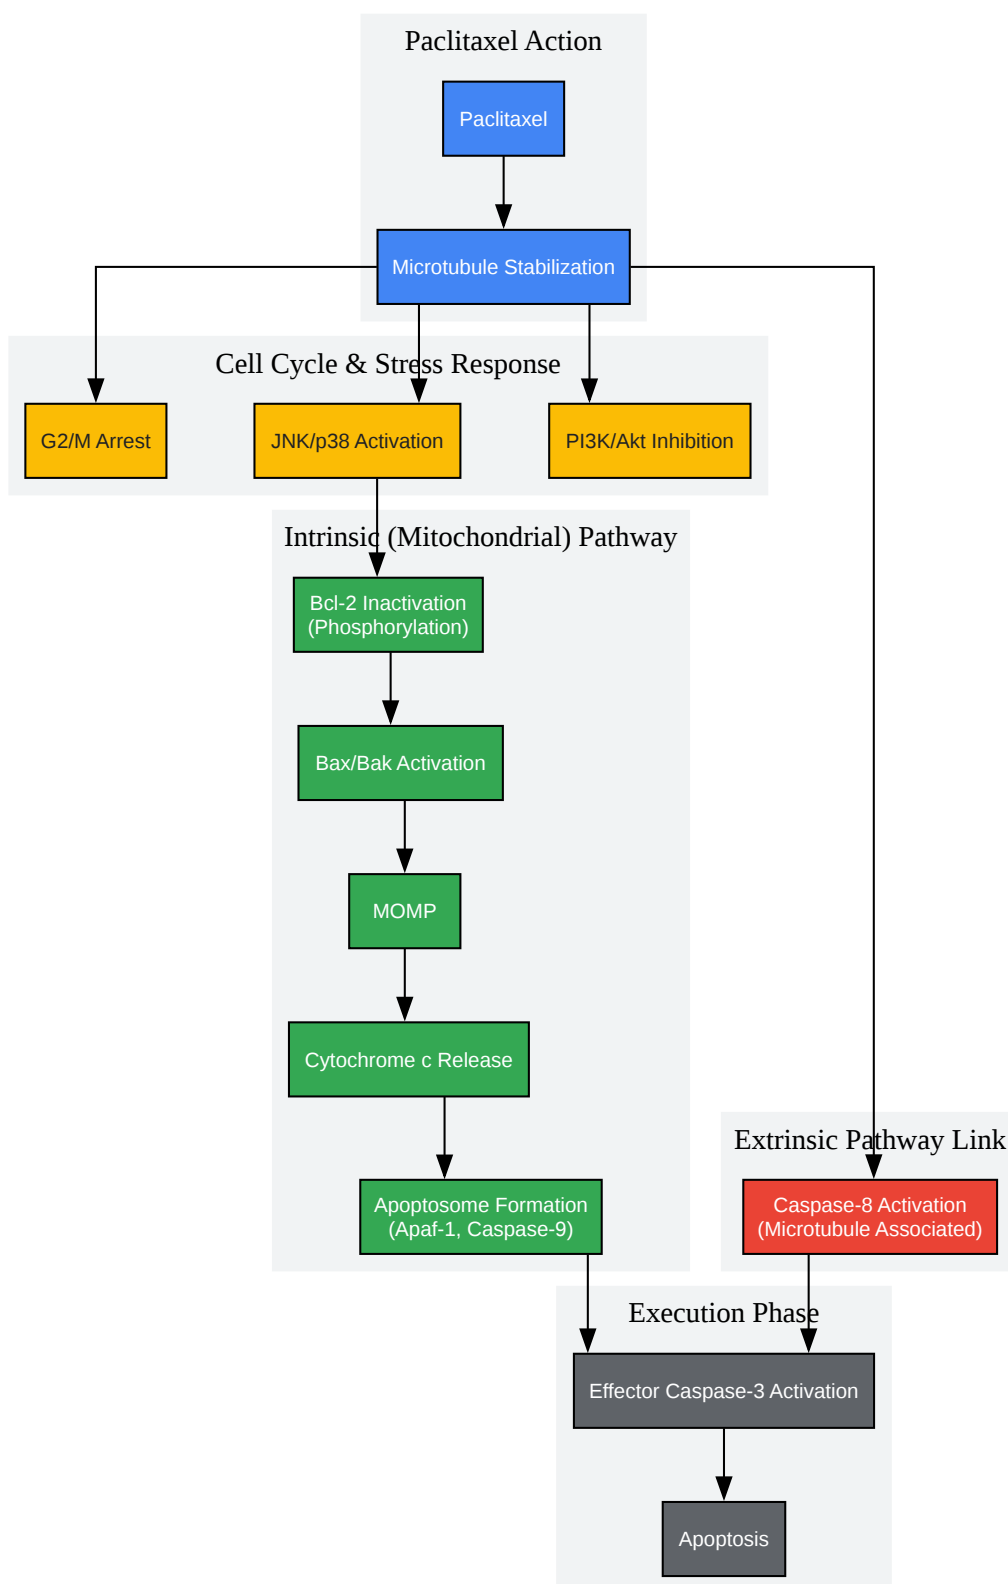 Paclitaxel Action
Paclitaxel
Microtubule Stabilization
Cell Cycle & Stress Response
G2/M Arrest
JNK/p38 Activation
PI3K/Akt Inhibition
Intrinsic (Mitochondrial) Pathway
Bcl-2 Inactivation
(Phosphorylation)
Bax/Bak Activation
MOMP
Cytochrome c Release
Apoptosome Formation
(Apaf-1, Caspase-9)
Extrinsic Pathway Link
Caspase-8 Activation
(Microtubule Associated)
Execution Phase
Effector Caspase-3 Activation
Apoptosis